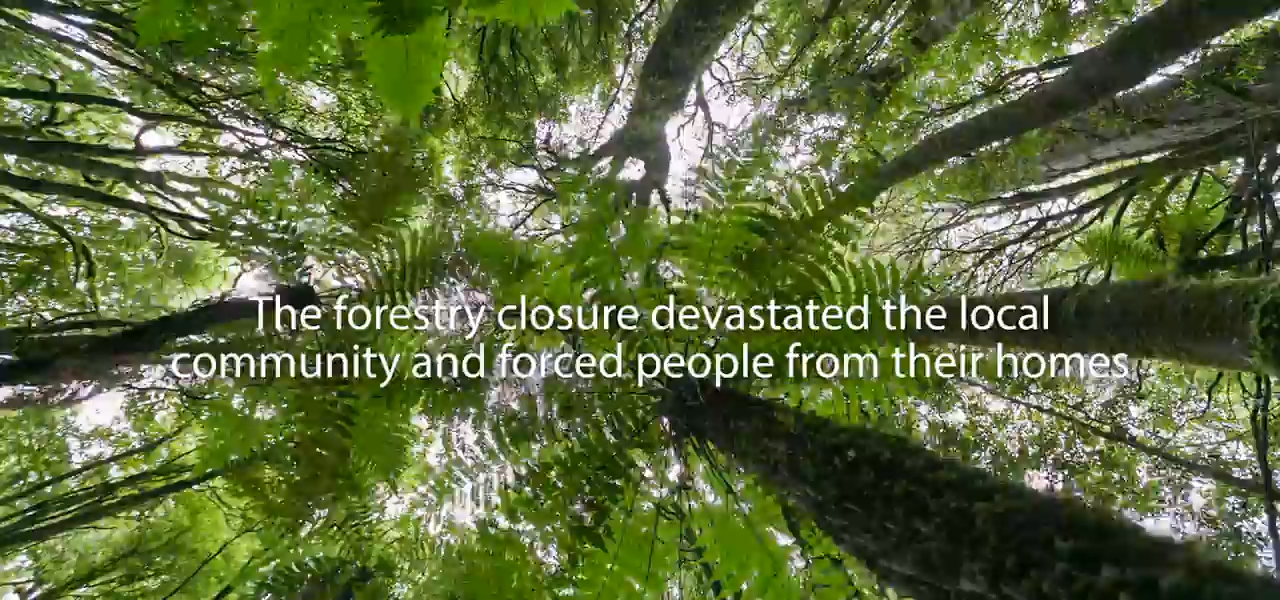 The forestry closure devastated the local
community and forced people from their homes